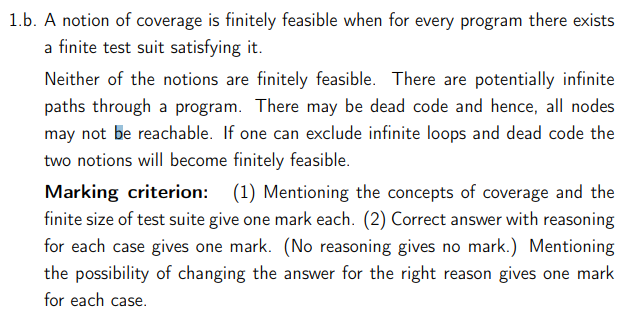 1.b. A notion of coverage is finitely feasible when for every program there exists
a finite test suit satisfying it.
Neither of the notions are finitely feasible. There are potentially infinite
paths through a program. There may be dead code and hence, all nodes
may not be reachable. If one can exclude infinite loops and dead code the
two notions will become finitely feasible.
Marking criterion: (1) Mentioning the concepts of coverage and the
finite size of test suite give one mark each. (2) Correct answer with reasoning
for each case gives one mark. (No reasoning gives no mark.) Mentioning
the possibility of changing the answer for the right reason gives one mark
for each case.